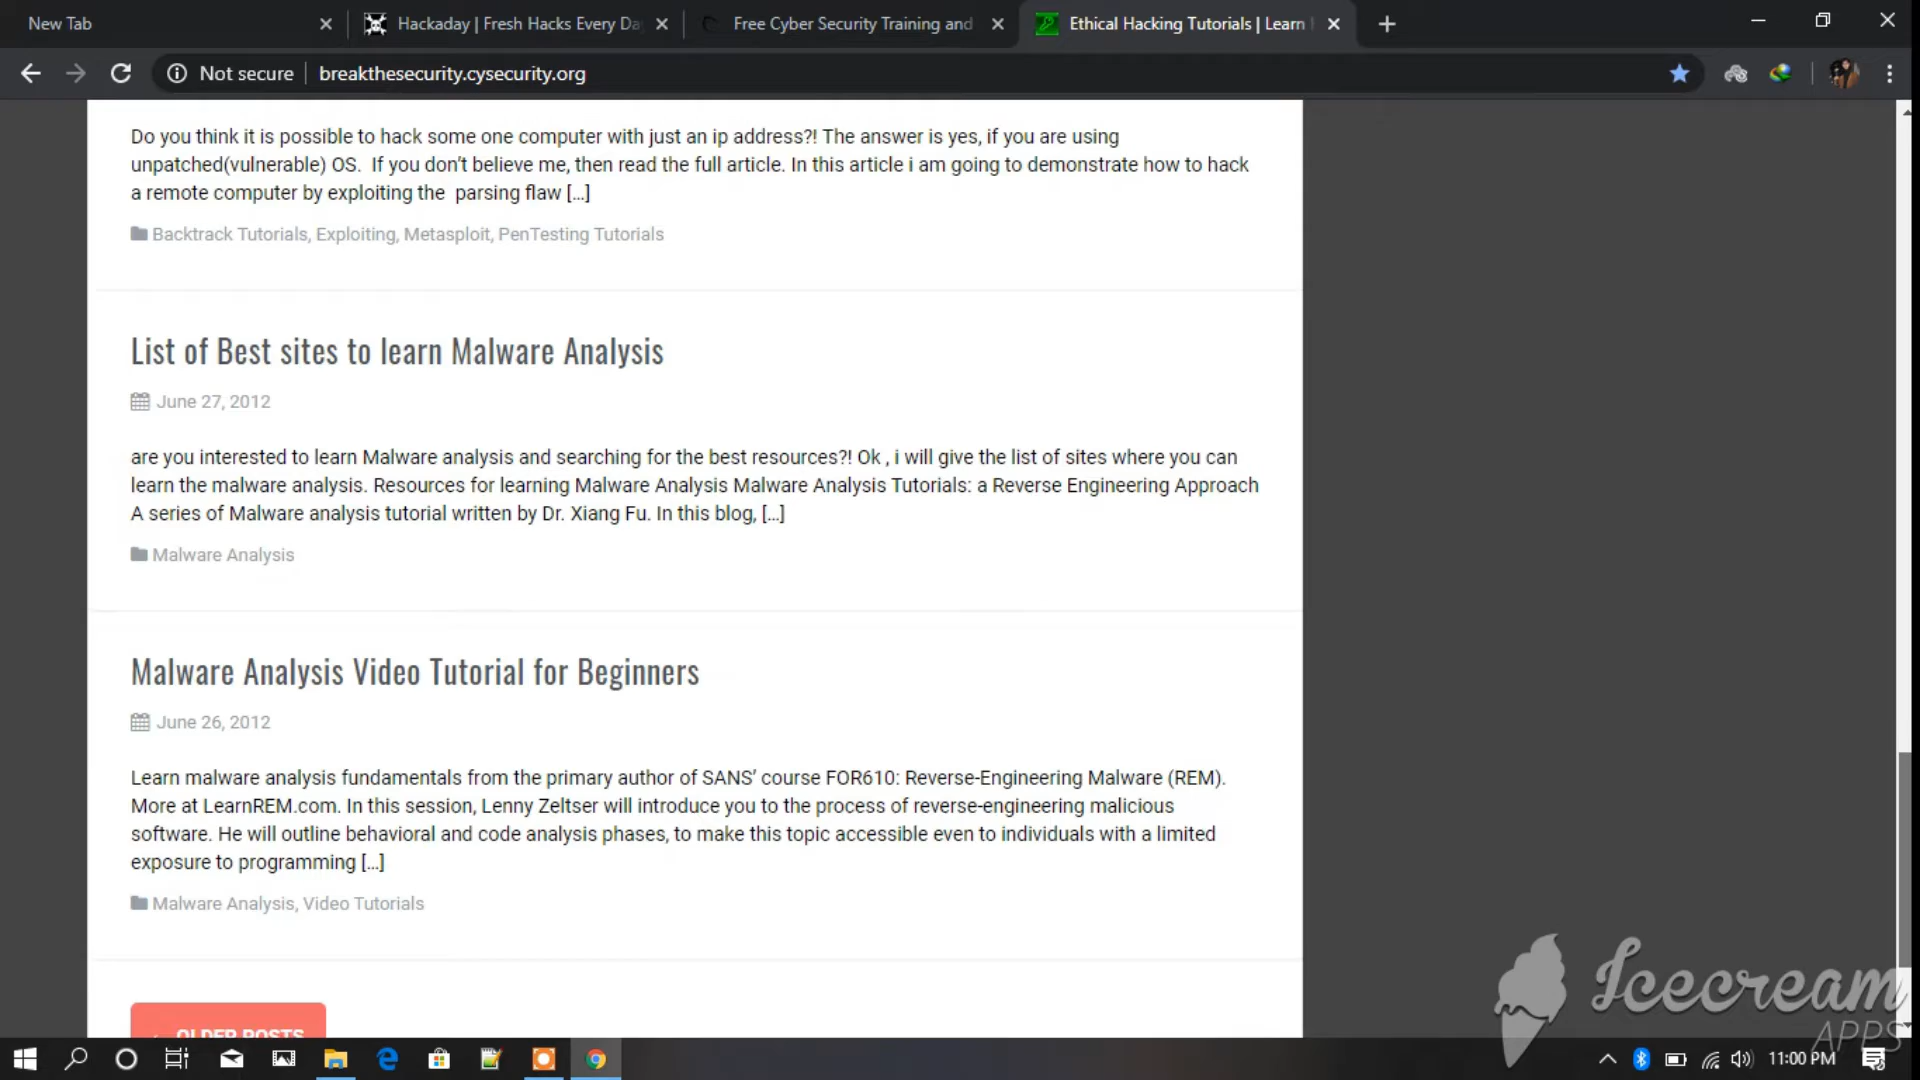 New Tab
Hackaday | Fresh Hacks Every Da
Free Cyber Security Training and
Ethical Hacking Tutorials | Learn
Not secure
breakthesecurity.cysecurity.org
Do you think it is possible to hack some one computer with just an ip address?! The answer is yes, if you are using
unpatched(vulnerable) OS. If you don't believe me, then read the full article. In this article i am going to demonstrate how to hack
a remote computer by exploiting the parsing flaw [...]
Backtrack Tutorials, Exploiting, Metasploit, PenTesting Tutorials
List of Best sites to learn Malware Analysis
June 27, 2012
are you interested to learn Malware analysis and searching for the best resources?! Ok , i will give the list of sites where you can
learn the malware analysis. Resources for learning Malware Analysis Malware Analysis Tutorials: a Reverse Engineering Approach
A series of Malware analysis tutorial written by Dr. Xiang Fu. In this blog, [...]
Malware Analysis
Malware Analysis Video Tutorial for Beginners
June 26, 2012
Learn malware analysis fundamentals from the primary author of SANS' course FOR610: Reverse-Engineering Malware (REM).
More at LearnREM.com. In this session, Lenny Zeltser will introduce you to the process of reverse-engineering malicious
software. He will outline behavioral and code analysis phases, to make this topic accessible even to individuals with a limited
exposure to programming [...]
Malware Analysis, Video Tutorials
← OLDER POSTS
Icecream
APPS
11:00 PM